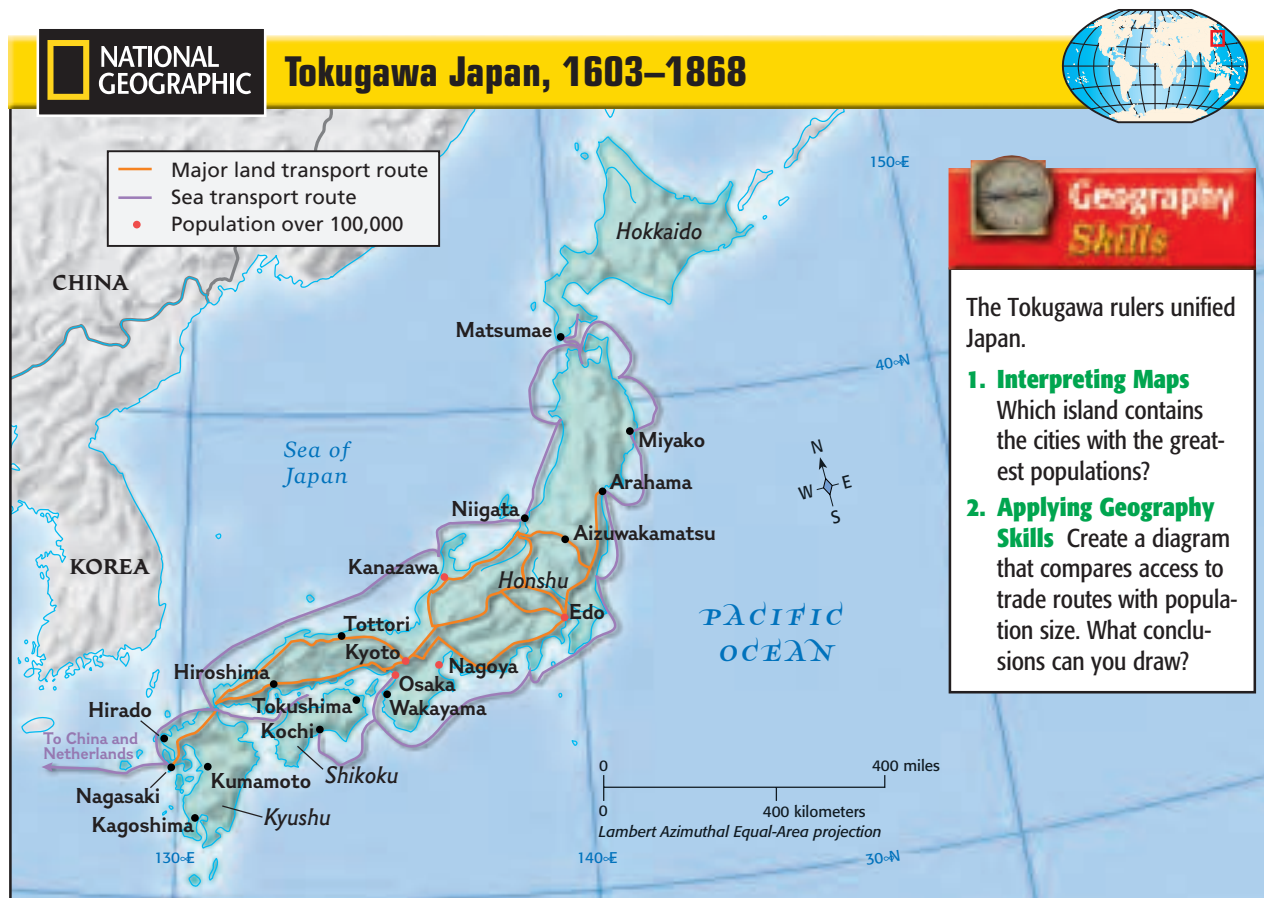 NATIONAL
GEOGRAPHIC
Tokugawa Japan, 1603–1868
Major land transport route
Sea transport route
Population over 100,000
150°E
Hokkaido
CHINA
Matsumae
40°N
Miyako
Sea of
Japan
N
W E
S
Arahama
Niigata
Aizuwakamatsu
KOREA
Kanazawa
Honshu
Edo
PACIFIC
OCEAN
Tottori
Kyoto
Nagoya
Hiroshima
Osaka
Tokushima
Wakayama
Hirado
Kochi
To China and
Netherlands
Shikoku
Kumamoto
Nagasaki
Kyushu
Kagoshima
0 400 miles
0 400 kilometers
Lambert Azimuthal Equal-Area projection
130°E
140°E
30°N
Geography
Skills
The Tokugawa rulers unified
Japan.
1. Interpreting Maps
Which island contains
the cities with the great-
est populations?
2. Applying Geography
Skills Create a diagram
that compares access to
trade routes with popula-
tion size. What conclu-
sions can you draw?